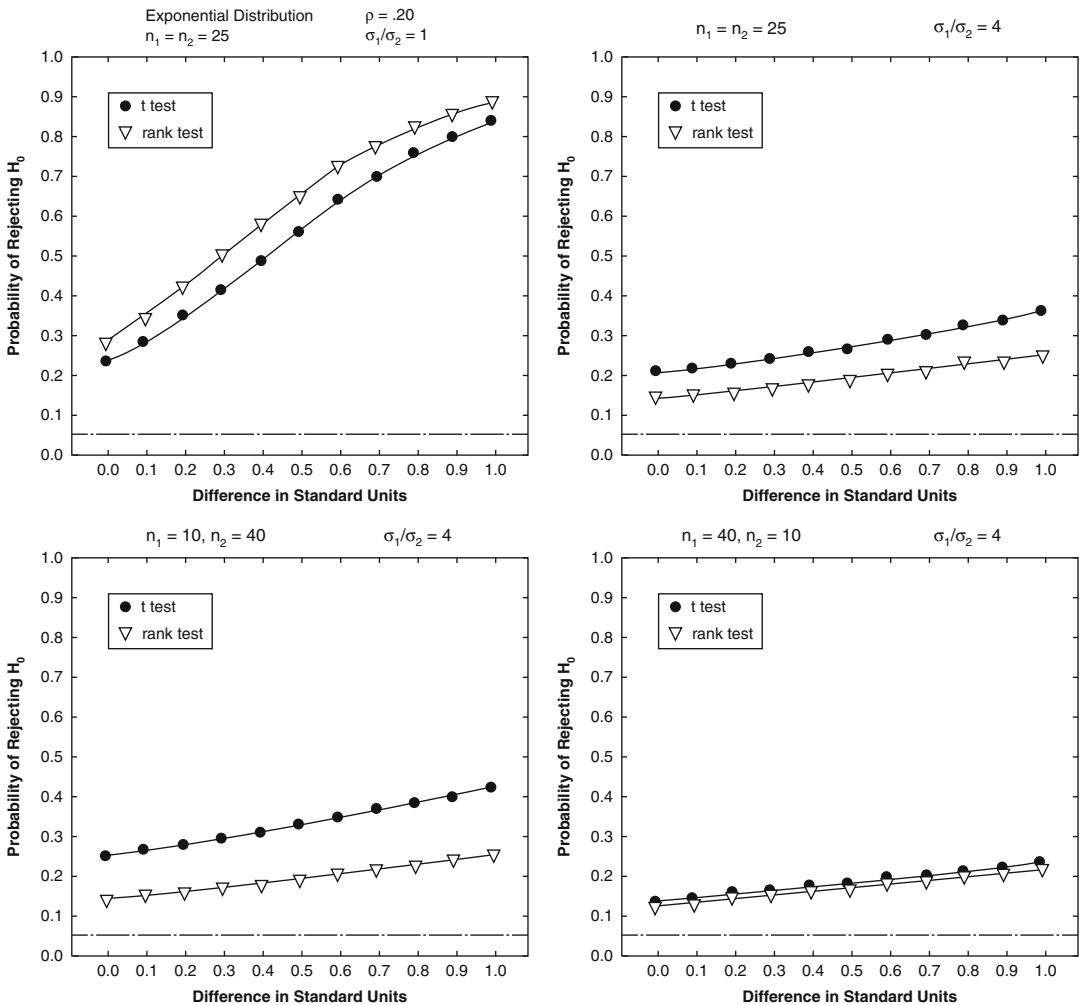 Exponential Distribution ρ = .20
n₁ = n₂ = 25 σ₁/σ₂ = 1
1.0
0.9
0.8
0.7
0.6
0.5
0.4
0.3
0.2
0.1
0.0
Probability of Rejecting H₀
t test
rank test
0.0 0.1 0.2 0.3 0.4 0.5 0.6 0.7 0.8 0.9 1.0
Difference in Standard Units
n₁ = n₂ = 25 σ₁/σ₂ = 4
1.0
0.9
0.8
0.7
0.6
0.5
0.4
0.3
0.2
0.1
0.0
Probability of Rejecting H₀
t test
rank test
0.0 0.1 0.2 0.3 0.4 0.5 0.6 0.7 0.8 0.9 1.0
Difference in Standard Units
n₁ = 10, n₂ = 40 σ₁/σ₂ = 4
1.0
0.9
0.8
0.7
0.6
0.5
0.4
0.3
0.2
0.1
0.0
Probability of Rejecting H₀
t test
rank test
0.0 0.1 0.2 0.3 0.4 0.5 0.6 0.7 0.8 0.9 1.0
Difference in Standard Units
n₁ = 40, n₂ = 10 σ₁/σ₂ = 4
1.0
0.9
0.8
0.7
0.6
0.5
0.4
0.3
0.2
0.1
0.0
Probability of Rejecting H₀
t test
rank test
0.0 0.1 0.2 0.3 0.4 0.5 0.6 0.7 0.8 0.9 1.0
Difference in Standard Units